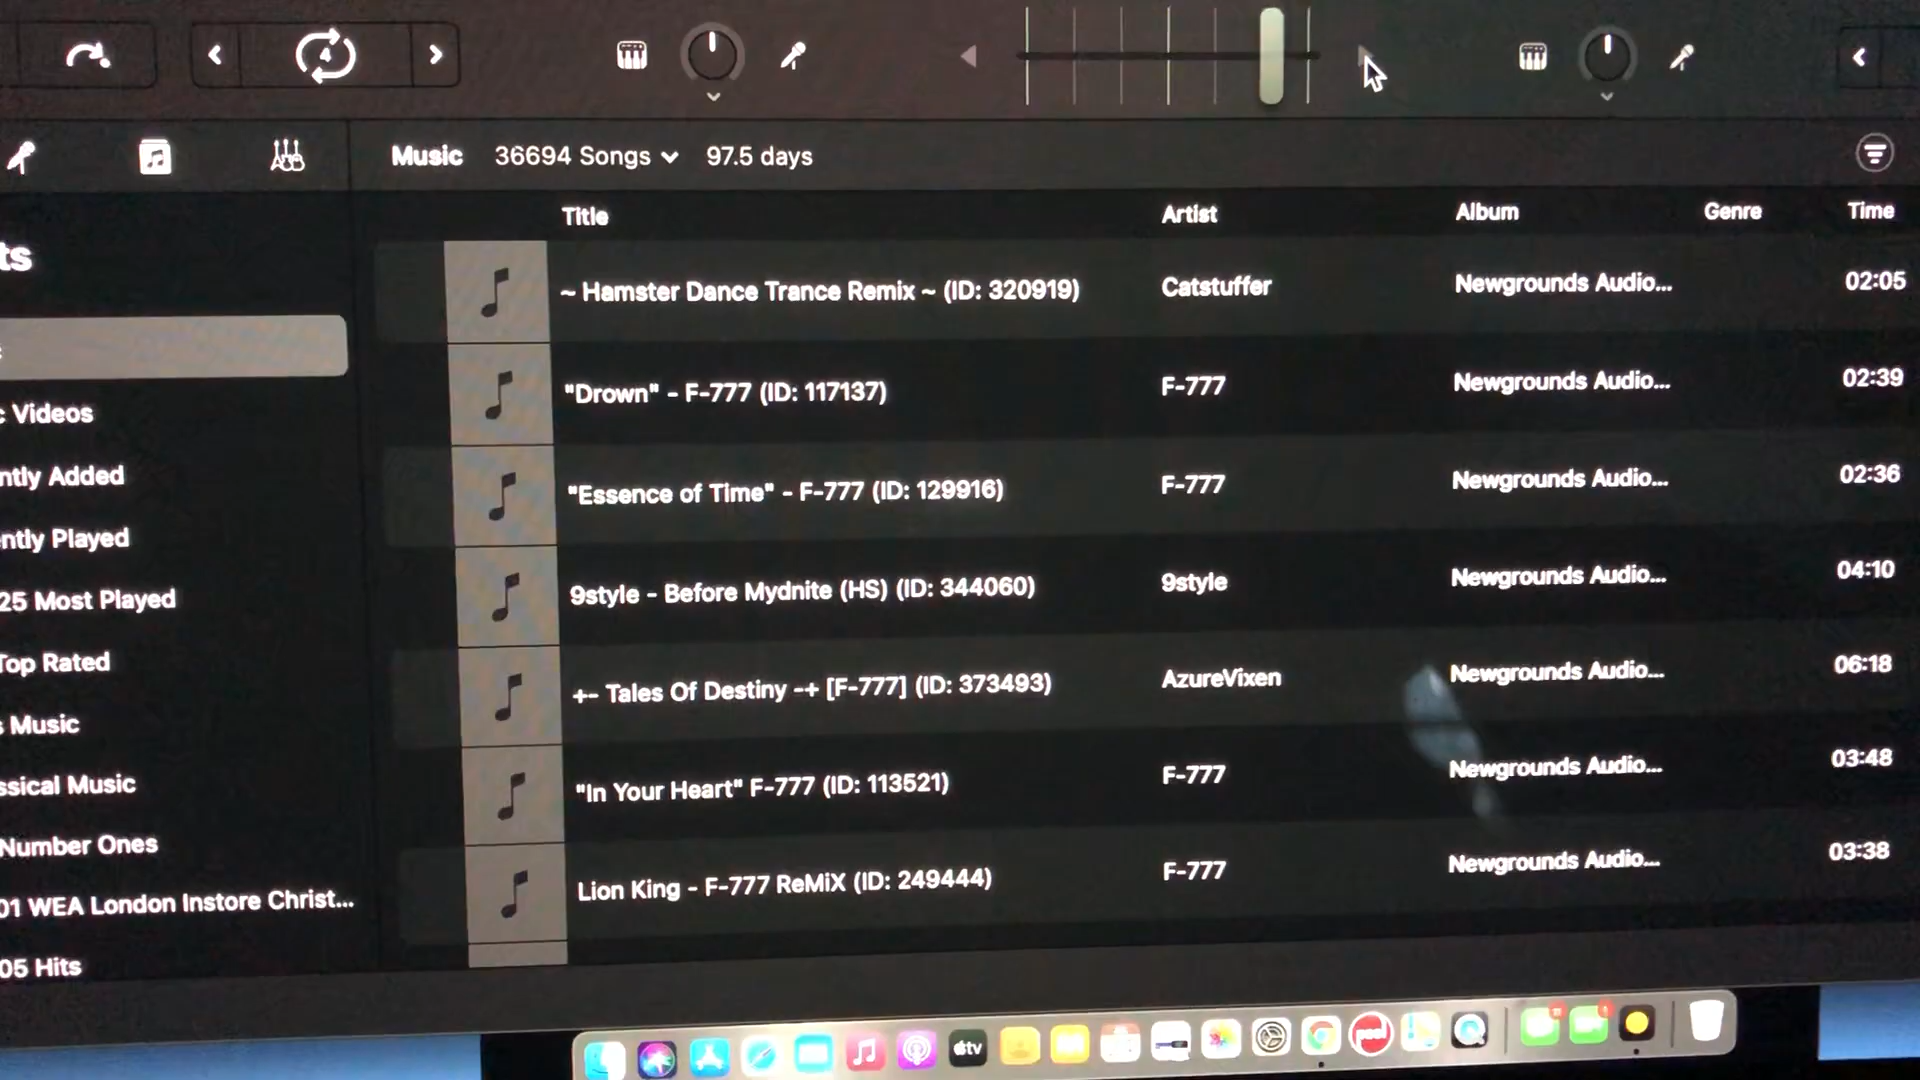 4
Music 36694 Songs 97.5 days
Title Artist Album Genre Time
ts
~ Hamster Dance Trance Remix ~ (ID: 320919) Catstuffer Newgrounds Audio... 02:05
"Drown" - F-777 (ID: 117137) F-777 Newgrounds Audio... 02:39
c Videos
"Essence of Time" - F-777 (ID: 129916) F-777 Newgrounds Audio... 02:36
ntly Added
ntly Played
9style - Before Mydnite (HS) (ID: 344060) 9style Newgrounds Audio... 04:10
25 Most Played
+- Tales Of Destiny -+ [F-777] (ID: 373493) AzureVixen Newgrounds Audio... 06:18
Top Rated
s Music
"In Your Heart" F-777 (ID: 113521) F-777 Newgrounds Audio... 03:48
ssical Music
Number Ones
Lion King - F-777 ReMiX (ID: 249444) F-777 Newgrounds Audio... 03:38
01 WEA London Instore Christ...
05 Hits
tv